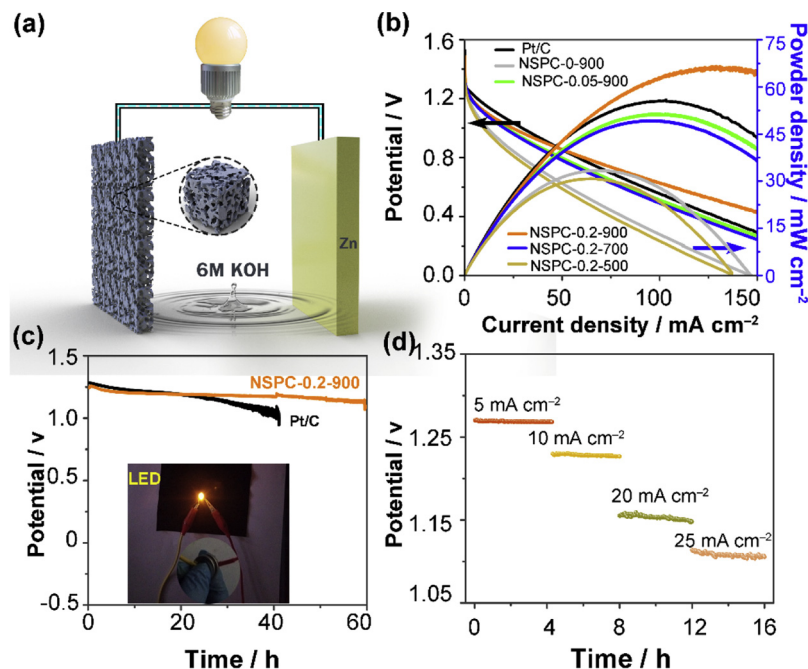 (a)
Zn
6M KOH
(b)
Potential / V
1.6
1.2
0.8
0.4
0.0
Pt/C
NSPC-0-900
NSPC-0.05-900
NSPC-0.2-900
NSPC-0.2-700
NSPC-0.2-500
75
60
45
30
15
0
Powder density / mW cm⁻²
0 50 100 150
Current density / mA cm⁻²
(c)
Potential / v
1.5
1.0
0.5
0
-0.5
NSPC-0.2-900
Pt/C
LED
0 20 40 60
Time / h
(d)
Potential / v
1.35
1.25
1.15
1.05
5 mA cm⁻²
10 mA cm⁻²
20 mA cm⁻²
25 mA cm⁻²
0 4 8 12 16
Time / h